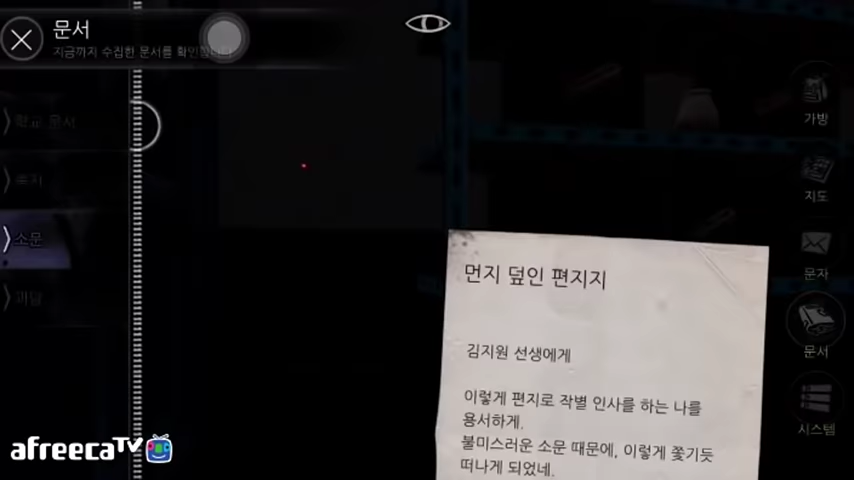 문서
지금까지 수집한 문서를 확인합니다
학교 문서
쪽지
소문
괴담
가방
지도
문자
문서
시스템
먼지 덮인 편지지
김지원 선생에게
이렇게 편지로 작별 인사를 하는 나를
용서하게.
불미스러운 소문 때문에, 이렇게 쫓기듯
떠나게 되었네.
afreecaTV